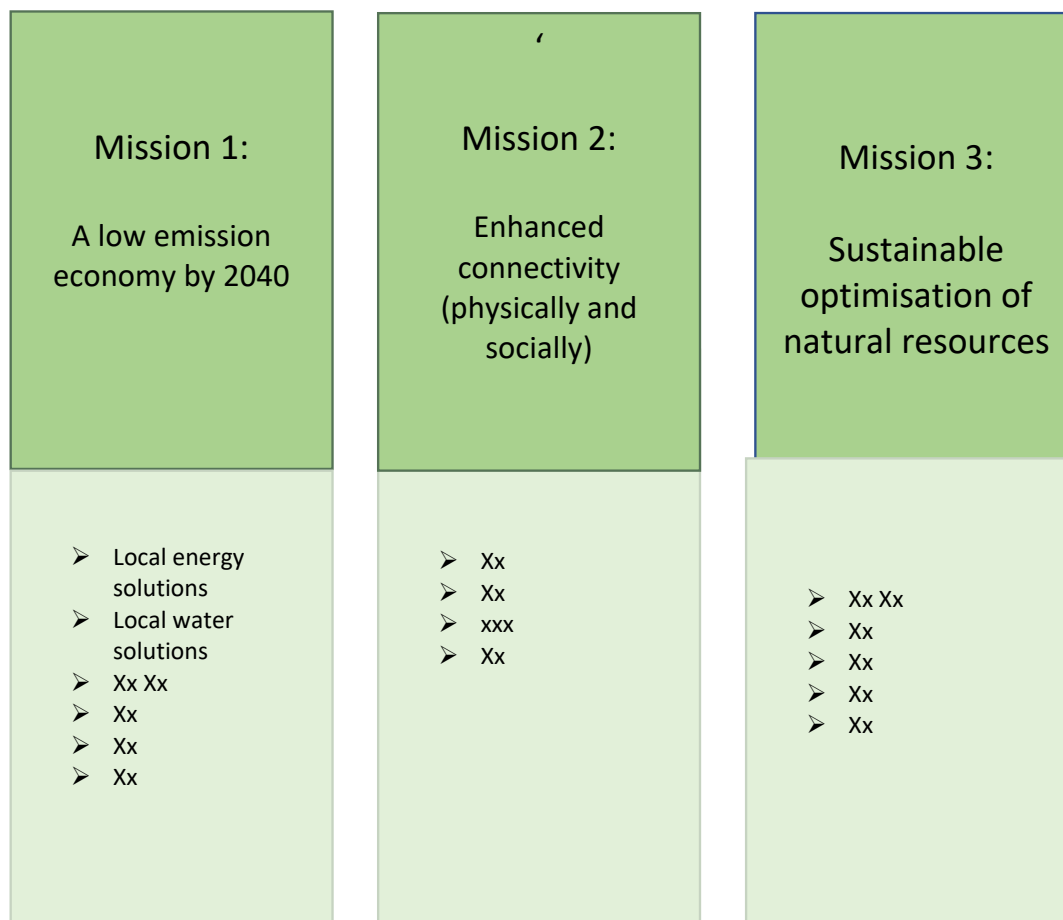 Mission 1:
A low emission
economy by 2040
➢ Local energy
solutions
➢ Local water
solutions
➢ Xx Xx
➢ Xx
➢ Xx
➢ Xx
‘
Mission 2:
Enhanced
connectivity
(physically and
socially)
➢ Xx
➢ Xx
➢ xxx
➢ Xx
Mission 3:
Sustainable
optimisation of
natural resources
➢ Xx Xx
➢ Xx
➢ Xx
➢ Xx
➢ Xx